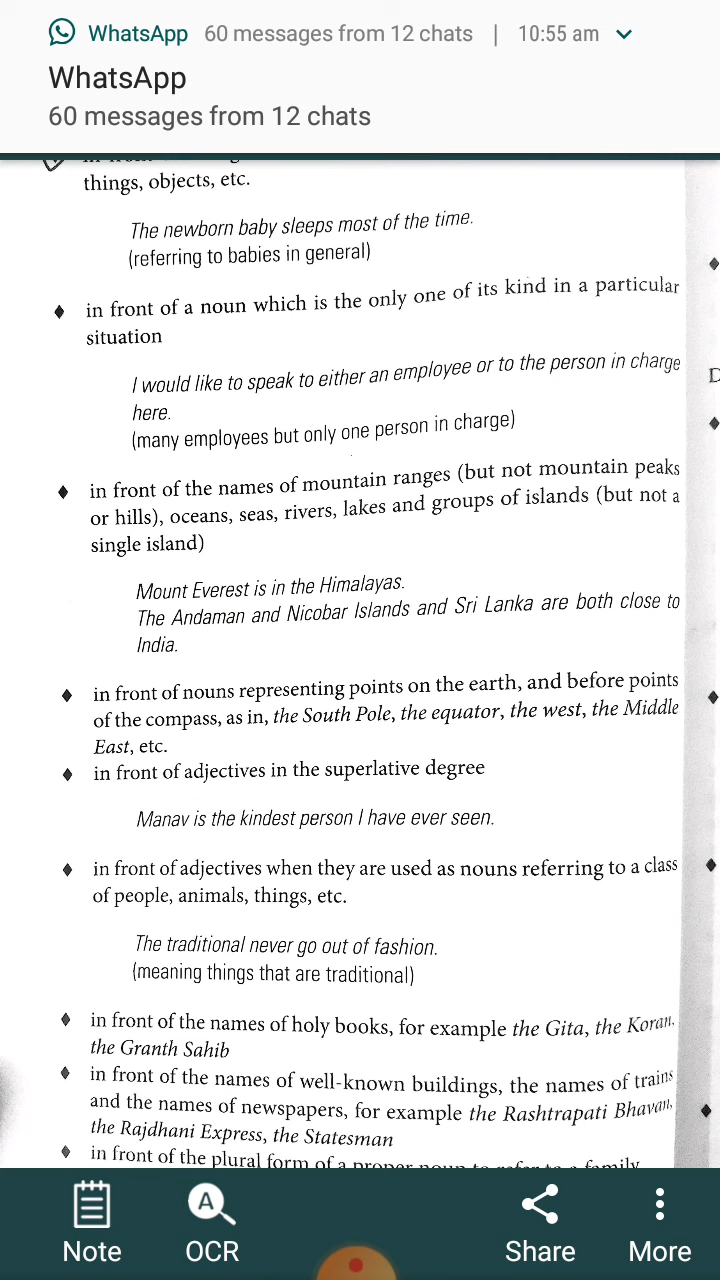 WhatsApp 60 messages from 12 chats | 10:55 am
WhatsApp
60 messages from 12 chats
things, objects, etc.
The newborn baby sleeps most of the time.
(referring to babies in general)
♦ in front of a noun which is the only one of its kind in a particular
situation
I would like to speak to either an employee or to the person in charge
here.
(many employees but only one person in charge)
♦ in front of the names of mountain ranges (but not mountain peaks
or hills), oceans, seas, rivers, lakes and groups of islands (but not a
single island)
Mount Everest is in the Himalayas.
The Andaman and Nicobar Islands and Sri Lanka are both close to
India.
♦ in front of nouns representing points on the earth, and before points
of the compass, as in, the South Pole, the equator, the west, the Middle
East, etc.
♦ in front of adjectives in the superlative degree
Manav is the kindest person I have ever seen.
♦ in front of adjectives when they are used as nouns referring to a class
of people, animals, things, etc.
The traditional never go out of fashion.
(meaning things that are traditional)
♦ in front of the names of holy books, for example the Gita, the Koran,
the Granth Sahib
♦ in front of the names of well-known buildings, the names of trains
and the names of newspapers, for example the Rashtrapati Bhavan,
the Rajdhani Express, the Statesman
♦ in front of the plural form of a proper noun to refer to a family
Note OCR Share More